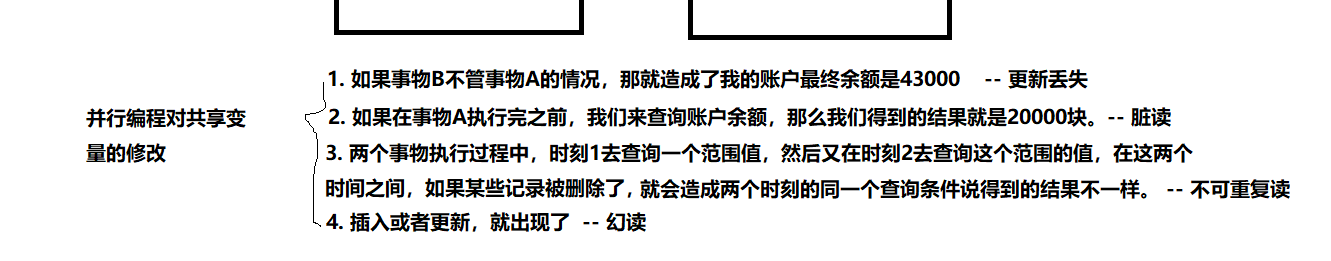 1. 如果事物B不管事物A的情况，那就造成了我的账户最终余额是43000 -- 更新丢失
并行编程对共享变
量的修改
2. 如果在事物A执行完之前，我们来查询账户余额，那么我们得到的结果就是20000块。-- 脏读
3. 两个事物执行过程中，时刻1去查询一个范围值，然后又在时刻2去查询这个范围的值，在这两个
时间之间，如果某些记录被删除了，就会造成两个时刻的同一个查询条件说得到的结果不一样。 -- 不可重复读
4. 插入或者更新，就出现了 -- 幻读